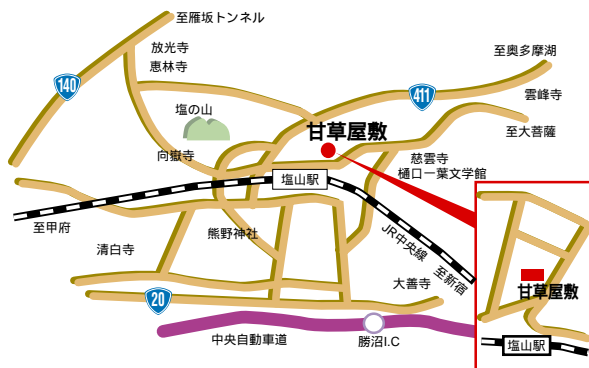 至雁坂トンネル
放光寺
恵林寺
至奥多摩湖
140
411
雲峰寺
塩の山
甘草屋敷
至大菩薩
向嶽寺
慈雲寺
樋口一葉文学館
塩山駅
至甲府
熊野神社
JR中央線
至新宿
清白寺
大善寺
20
中央自動車道
勝沼I.C
甘草屋敷
塩山駅